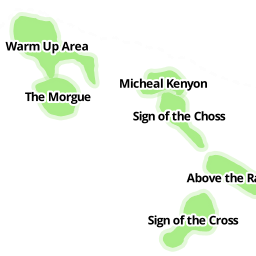 Warm Up Area
The Morgue
Micheal Kenyon
Sign of the Choss
Above the Ra
Sign of the Cross